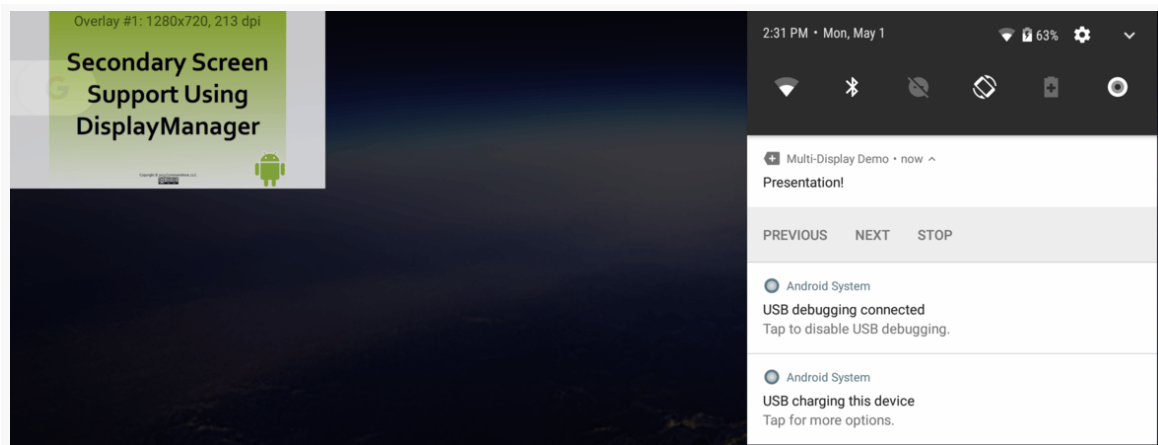 Overlay #1: 1280x720, 213 dpi
G
Secondary Screen
Support Using
DisplayManager
2:31 PM • Mon, May 1
63%
Multi-Display Demo • now
Presentation!
PREVIOUS NEXT STOP
Android System
USB debugging connected
Tap to disable USB debugging.
Android System
USB charging this device
Tap for more options.